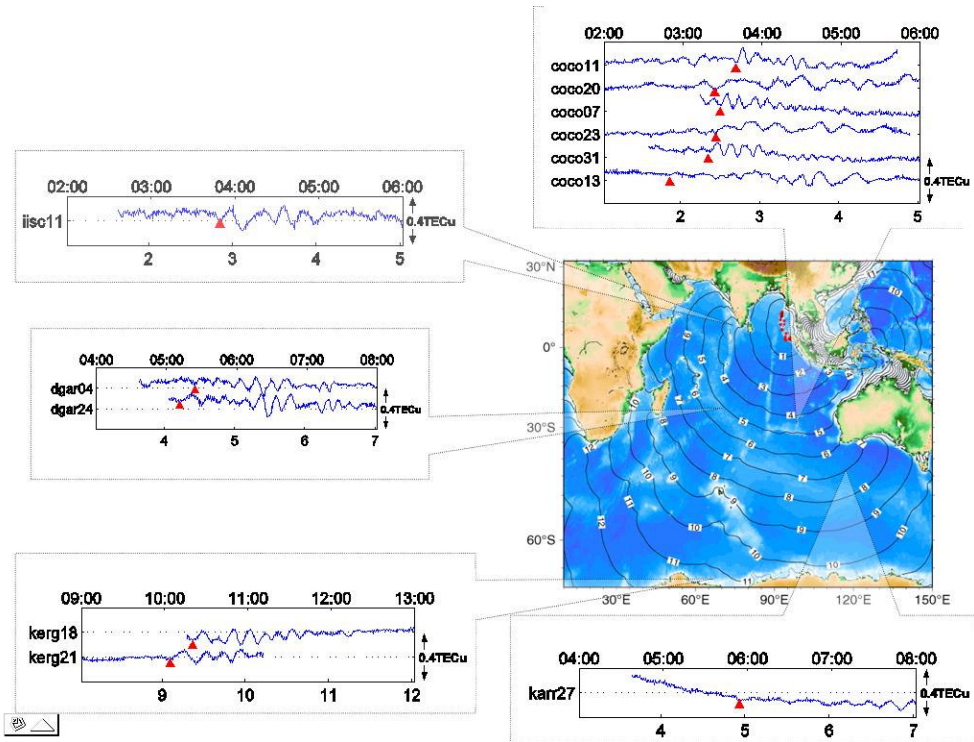 02:00 03:00 04:00 05:00 06:00
coco11
coco20
coco07
coco23
coco31
coco13
0.4TECu
2 3 4 5
02:00 03:00 04:00 05:00 06:00
iisc11
0.4TECu
2 3 4 5
04:00 05:00 06:00 07:00 08:00
dgar04
dgar24
0.4TECu
4 5 6 7
30°N
0°
30°S
60°S
30°E 60°E 90°E 120°E 150°E
09:00 10:00 11:00 12:00 13:00
kerg18
kerg21
0.4TECu
9 10 11 12
04:00 05:00 06:00 07:00 08:00
karr27
0.4TECu
4 5 6 7